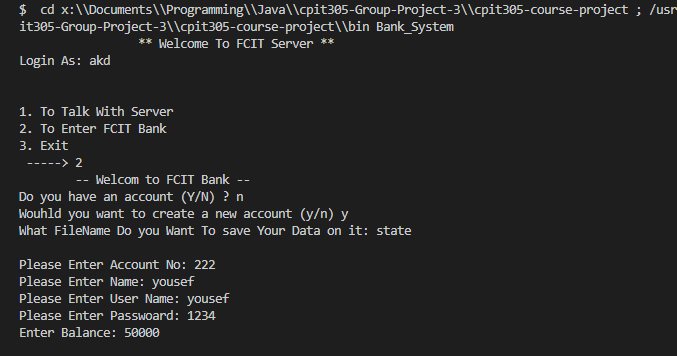 $  cd x:\\Documents\\Programming\\Java\\cpit305-Group-Project-3\\cpit305-course-project ; /usr
it305-Group-Project-3\\cpit305-course-project\\bin Bank_System
** Welcome To FCIT Server **
Login As: akd
1. To Talk With Server
2. To Enter FCIT Bank
3. Exit
-----> 2
-- Welcom to FCIT Bank --
Do you have an account (Y/N) ? n
Wouhld you want to create a new account (y/n) y
What FileName Do you Want To save Your Data on it: state
Please Enter Account No: 222
Please Enter Name: yousef
Please Enter User Name: yousef
Please Enter Passwoard: 1234
Enter Balance: 50000